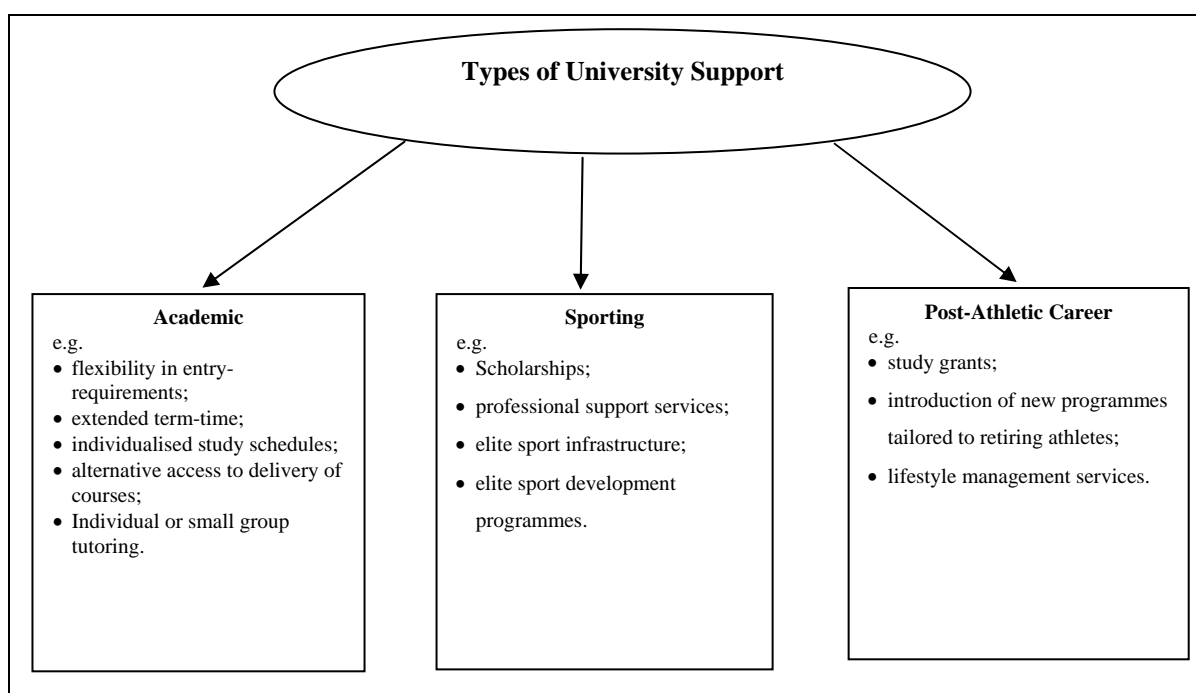 Types of University Support
Academic
e.g.
• flexibility in entry-
requirements;
• extended term-time;
• individualised study schedules;
• alternative access to delivery of
courses;
• Individual or small group
tutoring.
Sporting
e.g.
• Scholarships;
• professional support services;
• elite sport infrastructure;
• elite sport development
programmes.
Post-Athletic Career
e.g.
• study grants;
• introduction of new programmes
tailored to retiring athletes;
• lifestyle management services.